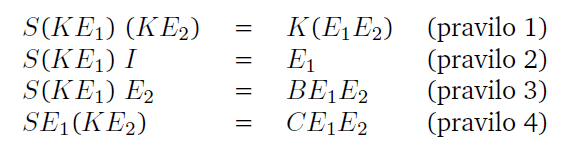 S(KE₁) (KE₂) = K(E₁E₂) (pravilo 1)
S(KE₁) I = E₁ (pravilo 2)
S(KE₁) E₂ = BE₁E₂ (pravilo 3)
SE₁(KE₂) = CE₁E₂ (pravilo 4)